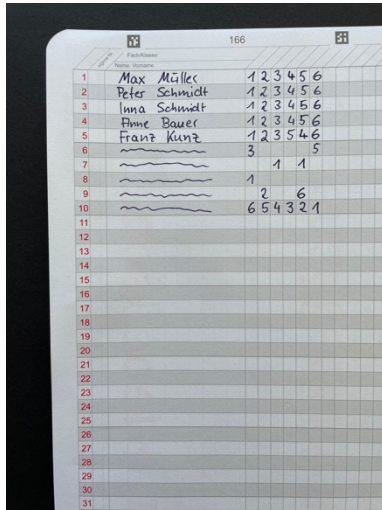 166
Fach/Klasse
Name, Vorname
1 Max Müller 1 2 3 4 5 6
2 Peter Schmidt 1 2 3 4 5 6
3 Inna Schmidt 1 2 3 4 5 6
4 Anne Bauer 1 2 3 4 5 6
5 Franz Kunz 1 2 3 5 4 6
6 3 5
7 1 1
8 1
9 2 6
10 6 5 4 3 2 1
11
12
13
14
15
16
17
18
19
20
21
22
23
24
25
26
27
28
29
30
31